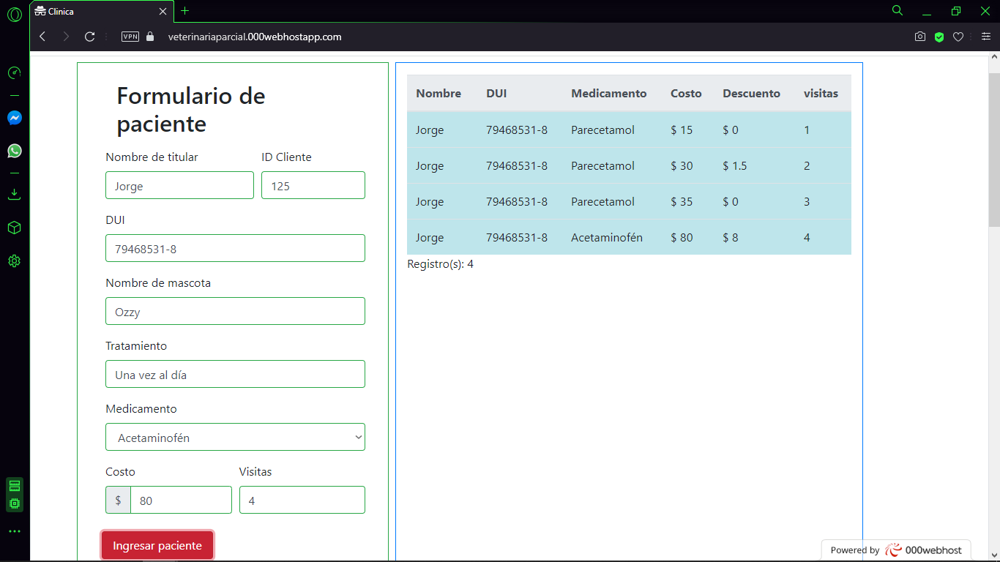 Clinica
VPN veterinariaparcial.000webhostapp.com
Formulario de
paciente
Nombre de titular ID Cliente
Jorge 125
DUI
79468531-8
Nombre de mascota
Ozzy
Tratamiento
Una vez al día
Medicamento
Acetaminofén
Costo Visitas
$ 80 4
Ingresar paciente
Nombre DUI Medicamento Costo Descuento visitas
Jorge 79468531-8 Parecetamol $ 15 $ 0 1
Jorge 79468531-8 Parecetamol $ 30 $ 1.5 2
Jorge 79468531-8 Parecetamol $ 35 $ 0 3
Jorge 79468531-8 Acetaminofén $ 80 $ 8 4
Registro(s): 4
Powered by 000webhost